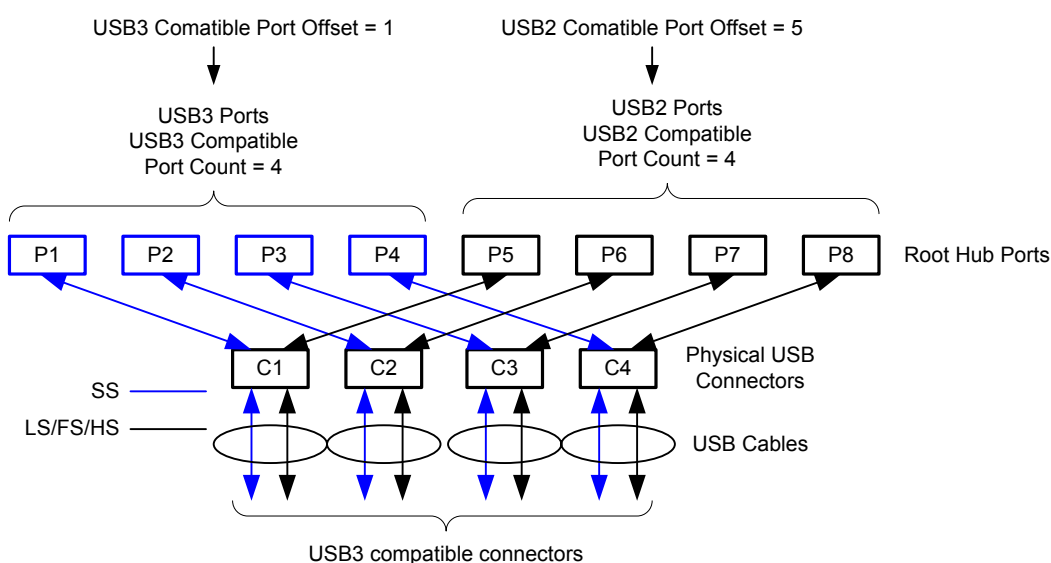 USB3 Comatible Port Offset = 1
USB2 Comatible Port Offset = 5
USB3 Ports
USB3 Compatible
Port Count = 4
USB2 Ports
USB2 Compatible
Port Count = 4
P1
P2
P3
P4
P5
P6
P7
P8
Root Hub Ports
C1
C2
C3
C4
Physical USB
Connectors
SS
LS/FS/HS
USB Cables
USB3 compatible connectors